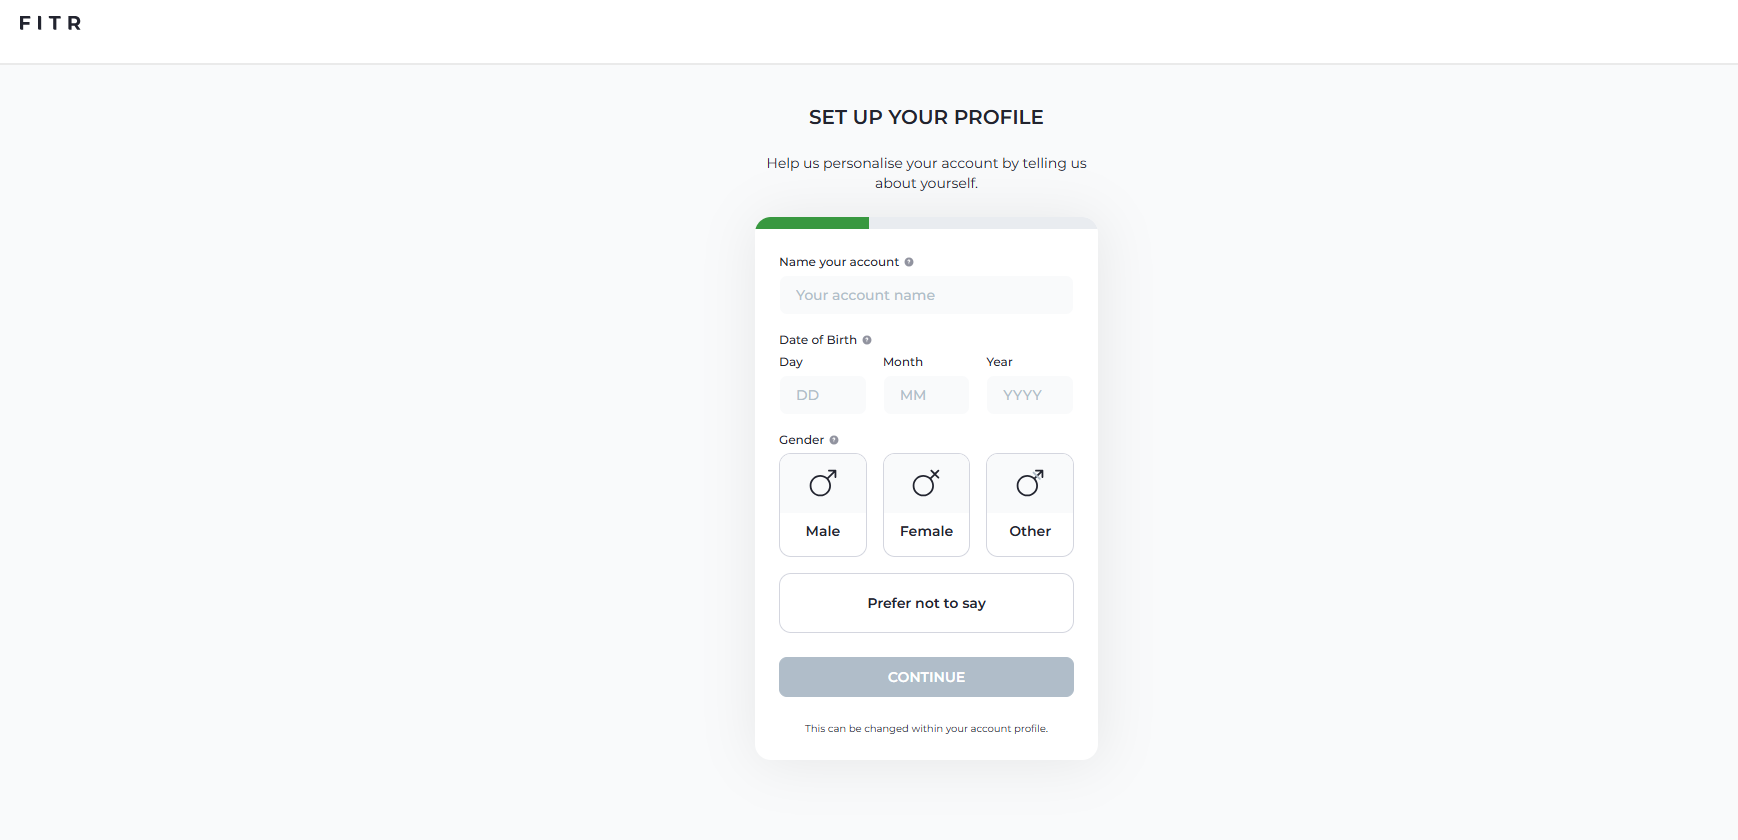 FITR
SET UP YOUR PROFILE
Help us personalise your account by telling us
about yourself.
Name your account ?
Your account name
Date of Birth ?
Day Month Year
DD MM YYYY
Gender ?
Male Female Other
Prefer not to say
CONTINUE
This can be changed within your account profile.